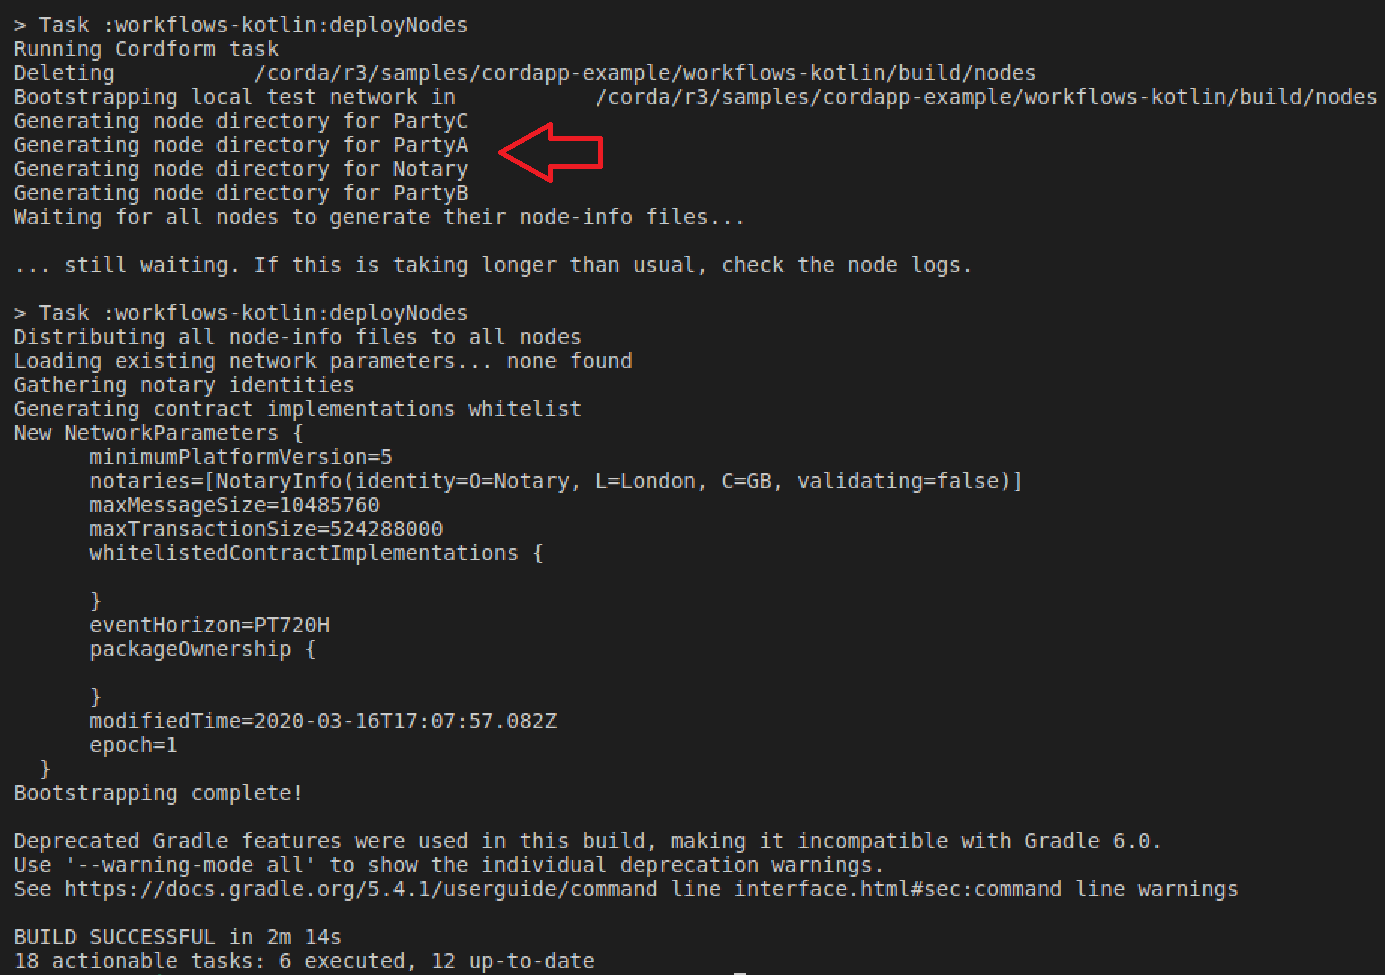 > Task :workflows-kotlin:deployNodes
Running Cordform task
Deleting /corda/r3/samples/cordapp-example/workflows-kotlin/build/nodes
Bootstrapping local test network in /corda/r3/samples/cordapp-example/workflows-kotlin/build/nodes
Generating node directory for PartyC
Generating node directory for PartyA
Generating node directory for Notary
Generating node directory for PartyB
Waiting for all nodes to generate their node-info files...
... still waiting. If this is taking longer than usual, check the node logs.
> Task :workflows-kotlin:deployNodes
Distributing all node-info files to all nodes
Loading existing network parameters... none found
Gathering notary identities
Generating contract implementations whitelist
New NetworkParameters {
minimumPlatformVersion=5
notaries=[NotaryInfo(identity=O=Notary, L=London, C=GB, validating=false)]
maxMessageSize=10485760
maxTransactionSize=524288000
whitelistedContractImplementations {
}
eventHorizon=PT720H
packageOwnership {
}
modifiedTime=2020-03-16T17:07:57.082Z
epoch=1
}
Bootstrapping complete!
Deprecated Gradle features were used in this build, making it incompatible with Gradle 6.0.
Use '--warning-mode all' to show the individual deprecation warnings.
See https://docs.gradle.org/5.4.1/userguide/command line interface.html#sec:command line warnings
BUILD SUCCESSFUL in 2m 14s
18 actionable tasks: 6 executed, 12 up-to-date